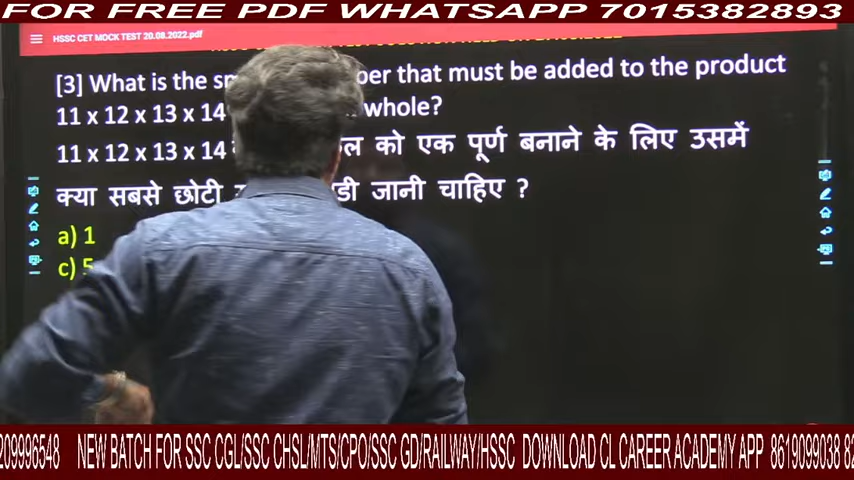 FOR FREE PDF WHATSAPP 7015382893
HSSC CET MOCK TEST 20.08.2022.pdf
[3] What is the ber that must be added to the product
11 x 12 x 13 x 14 whole?
11 x 12 x 13 x 14 को एक पूर्ण बनाने के लिए उसमें
क्या सबसे छोटी जानी चाहिए ?
a) 1
c) 5
209996548 NEW BATCH FOR SSC CGL/SSC CHSL/MTS/CPO/SSC GD/RAILWAY/HSSC DOWNLOAD CL CAREER ACADEMY APP 8619099038 82